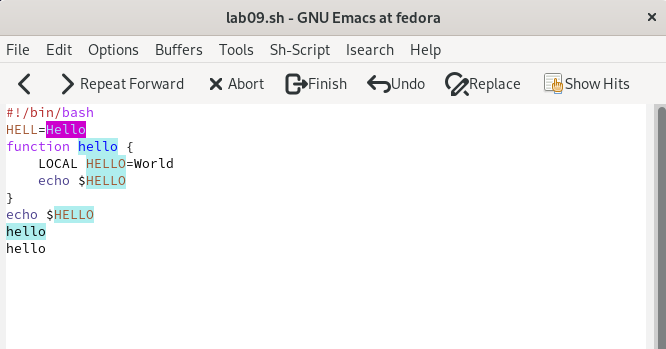 lab09.sh - GNU Emacs at fedora
File Edit Options Buffers Tools Sh-Script Isearch Help
Repeat Forward Abort Finish Undo Replace Show Hits
#!/bin/bash
HELL=Hello
function hello {
    LOCAL HELLO=World
    echo $HELLO
}
echo $HELLO
hello
hello